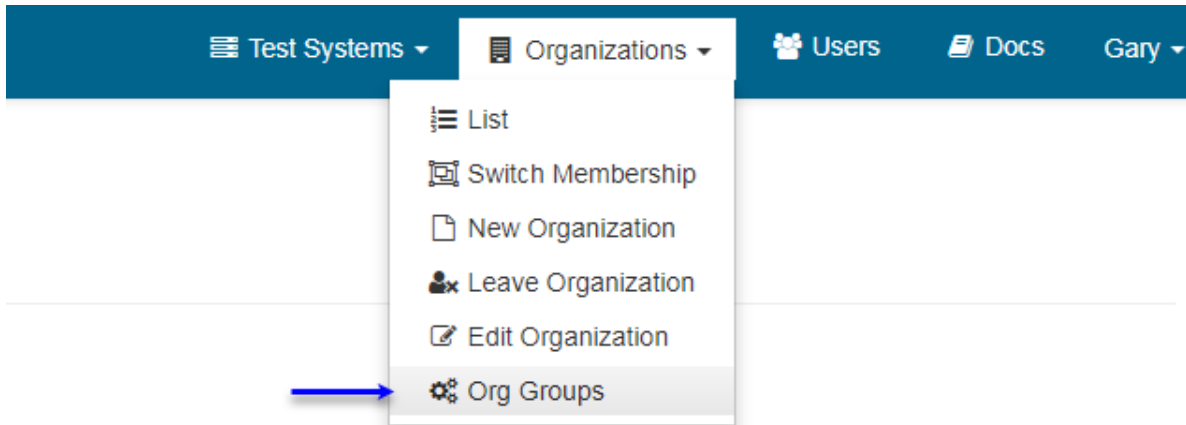 Test Systems Organizations Users Docs Gary
List
Switch Membership
New Organization
Leave Organization
Edit Organization
Org Groups